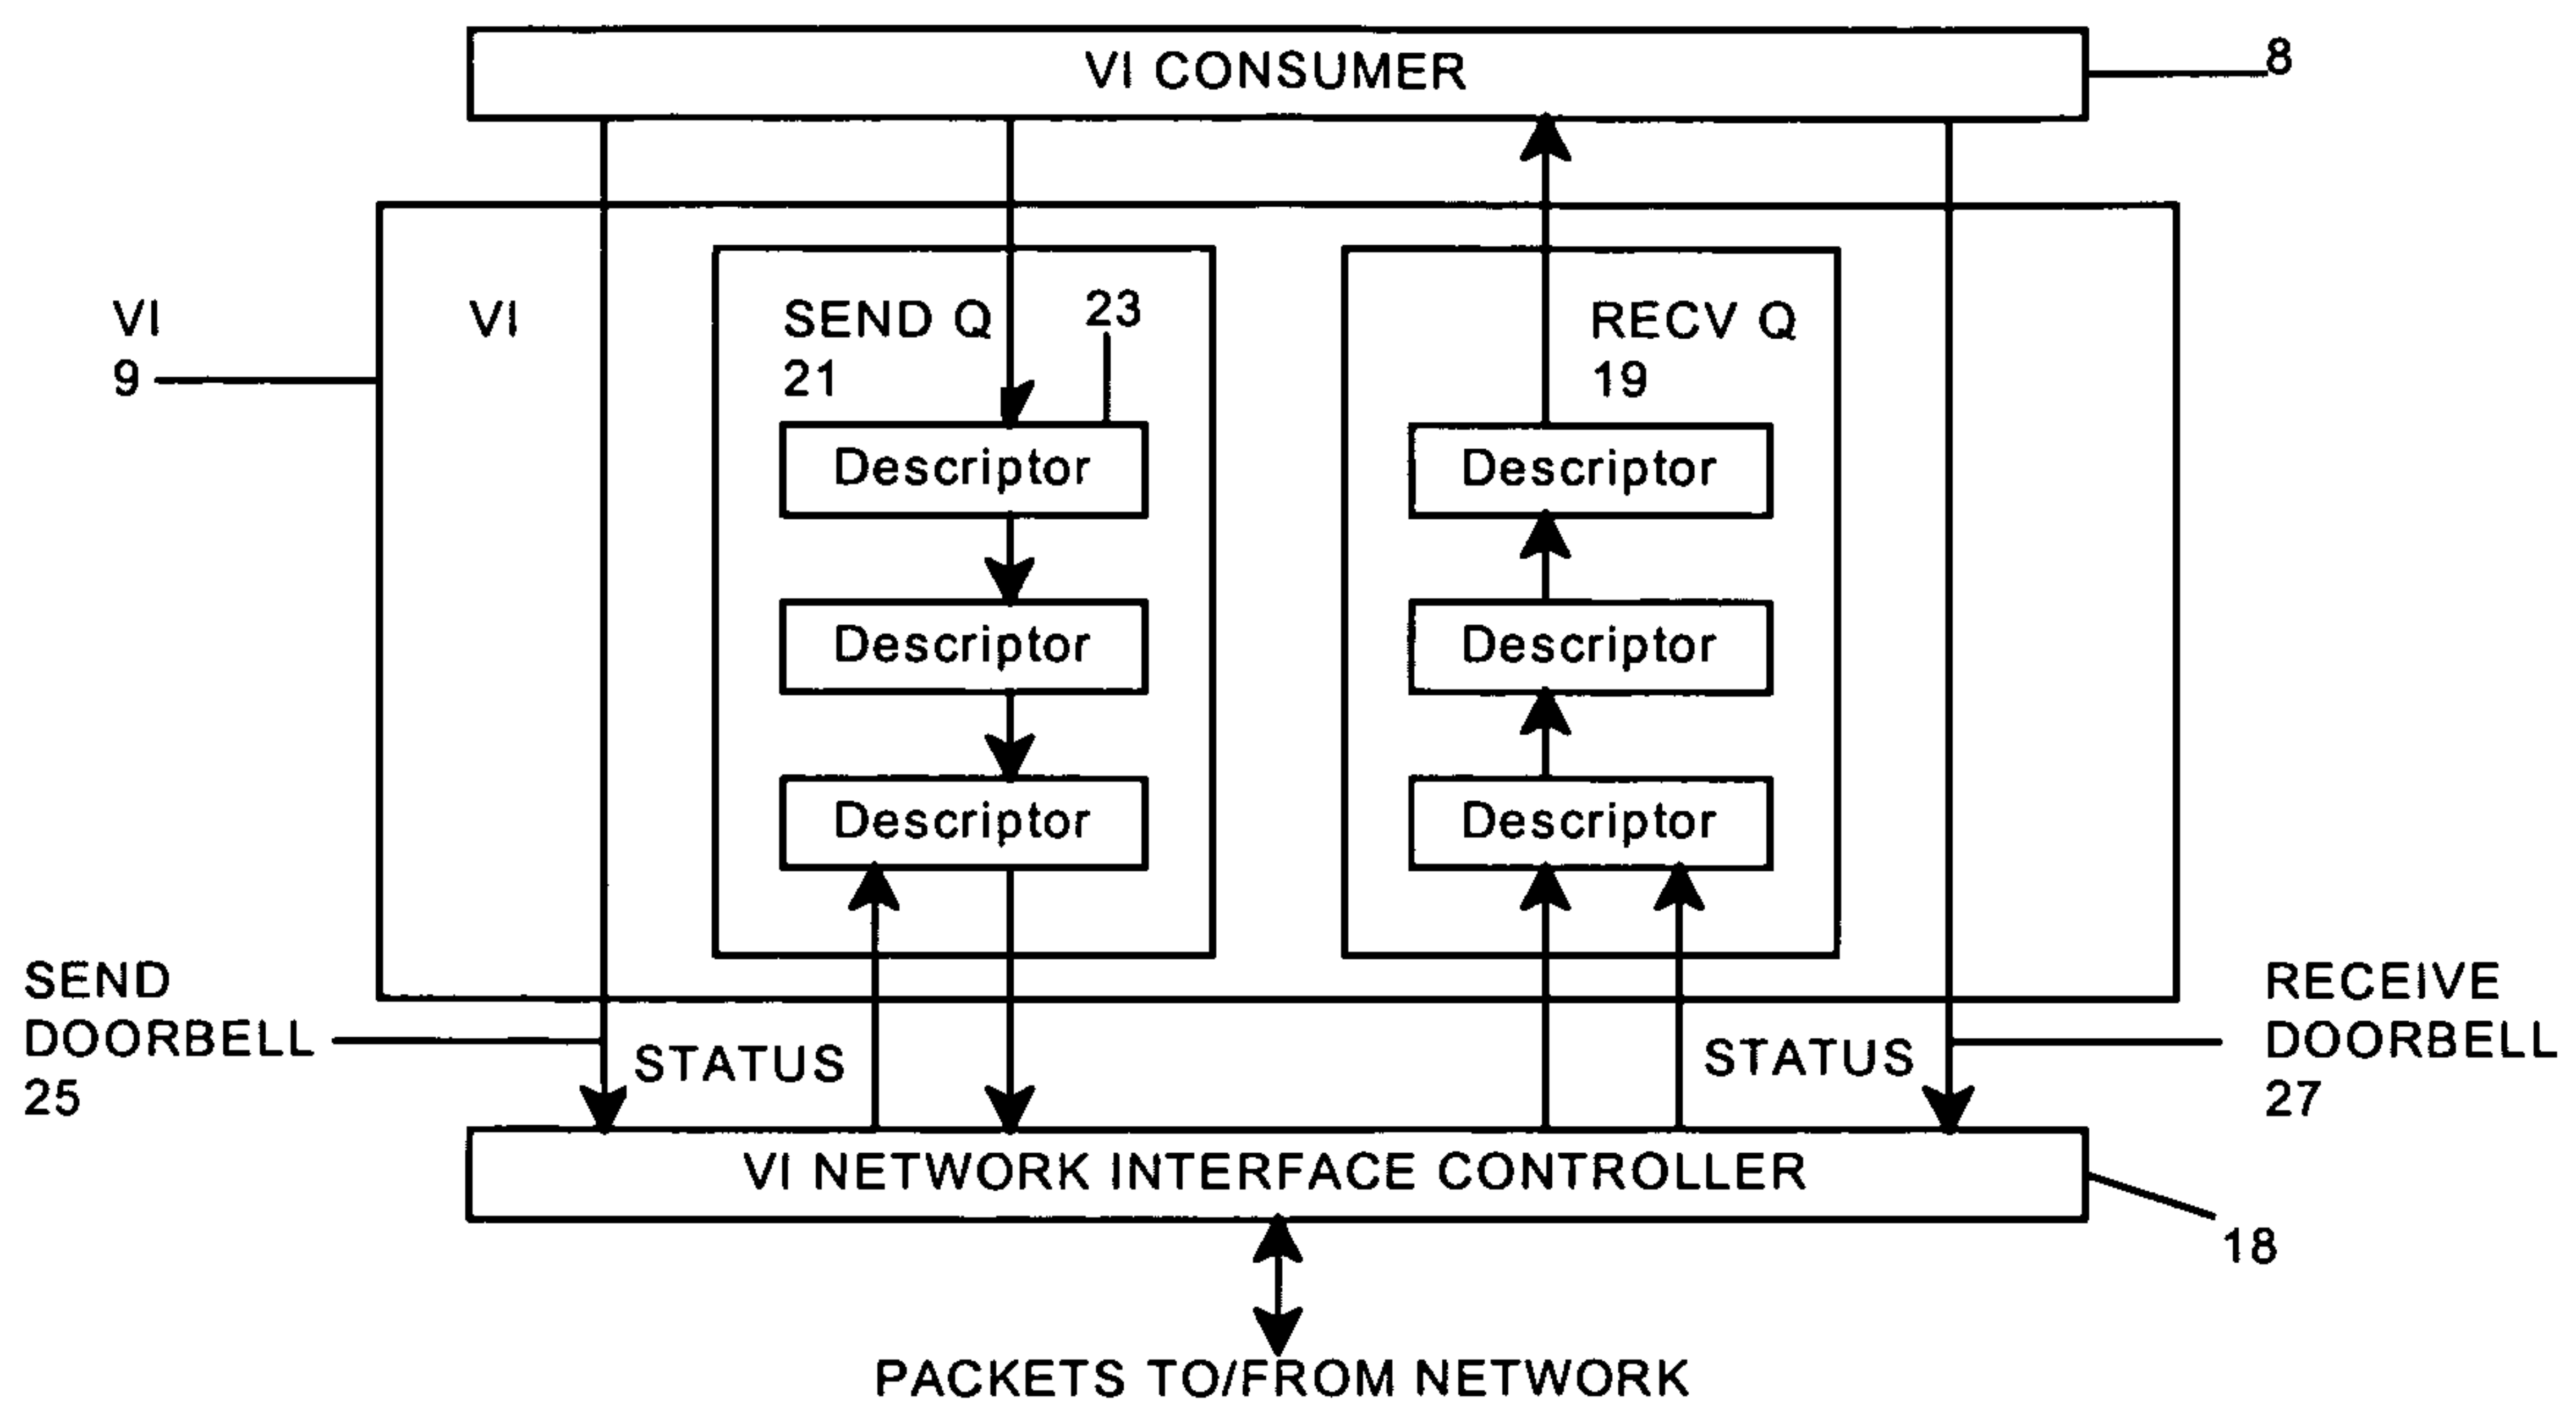 VI CONSUMER
8
VI
9
VI
SEND Q
21
23
RECV Q
19
Descriptor
Descriptor
Descriptor
Descriptor
Descriptor
Descriptor
SEND
DOORBELL
25
STATUS
STATUS
RECEIVE
DOORBELL
27
VI NETWORK INTERFACE CONTROLLER
18
PACKETS TO/FROM NETWORK